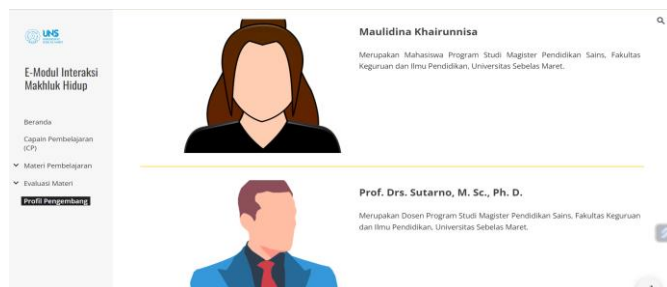 UNS
E-Modul Interaksi
Makhluk Hidup
Beranda
Capain Pembelajaran
(CP)
Materi Pembelajaran
Evaluasi Materi
Profil Pengembang
Maulidina Khairunnisa
Merupakan Mahasiswa Program Studi Magister Pendidikan Sains, Fakultas
Keguruan dan Ilmu Pendidikan, Universitas Sebelas Maret.
Prof. Drs. Sutarno, M. Sc., Ph. D.
Merupakan Dosen Program Studi Magister Pendidikan Sains, Fakultas Keguruan
dan Ilmu Pendidikan, Universitas Sebelas Maret.